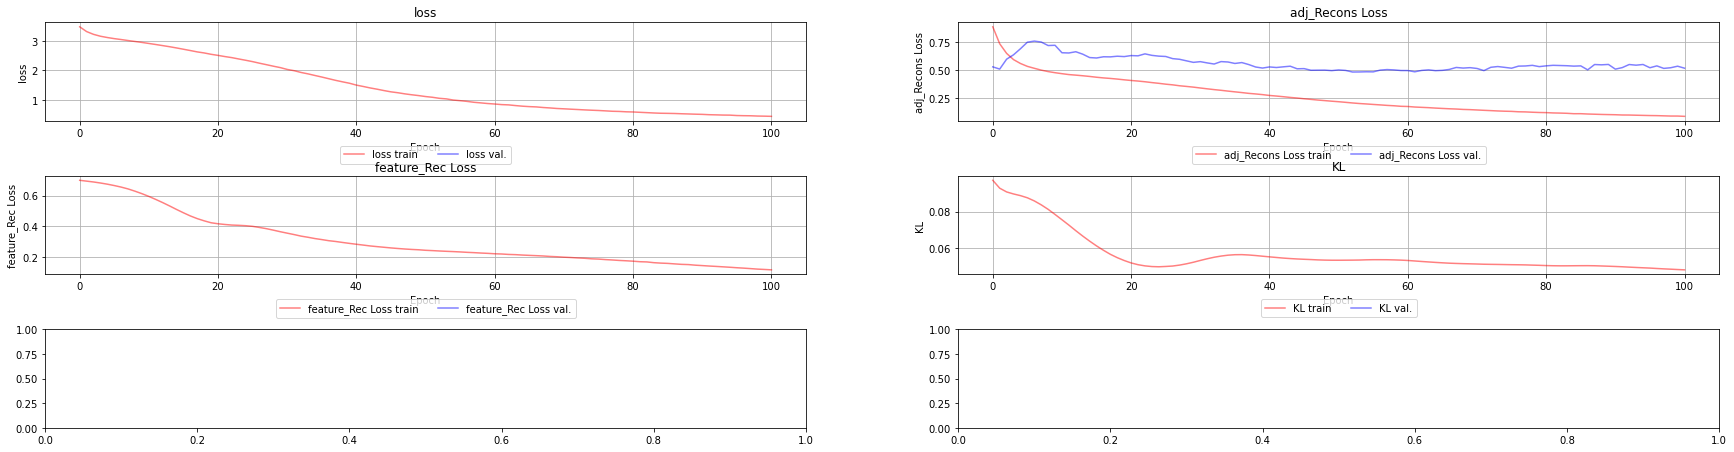 loss
loss
3
2
1
0 20 40 60 80 100
Epoch
loss train loss val.
adj_Recons Loss
adj_Recons Loss
0.75
0.50
0.25
0 20 40 60 80 100
Epoch
adj_Recons Loss train adj_Recons Loss val.
feature_Rec Loss
feature_Rec Loss
0.6
0.4
0.2
0 20 40 60 80 100
Epoch
feature_Rec Loss train feature_Rec Loss val.
KL
KL
0.08
0.06
0 20 40 60 80 100
Epoch
KL train KL val.
1.00
0.75
0.50
0.25
0.00
0.0 0.2 0.4 0.6 0.8 1.0
1.00
0.75
0.50
0.25
0.00
0.0 0.2 0.4 0.6 0.8 1.0